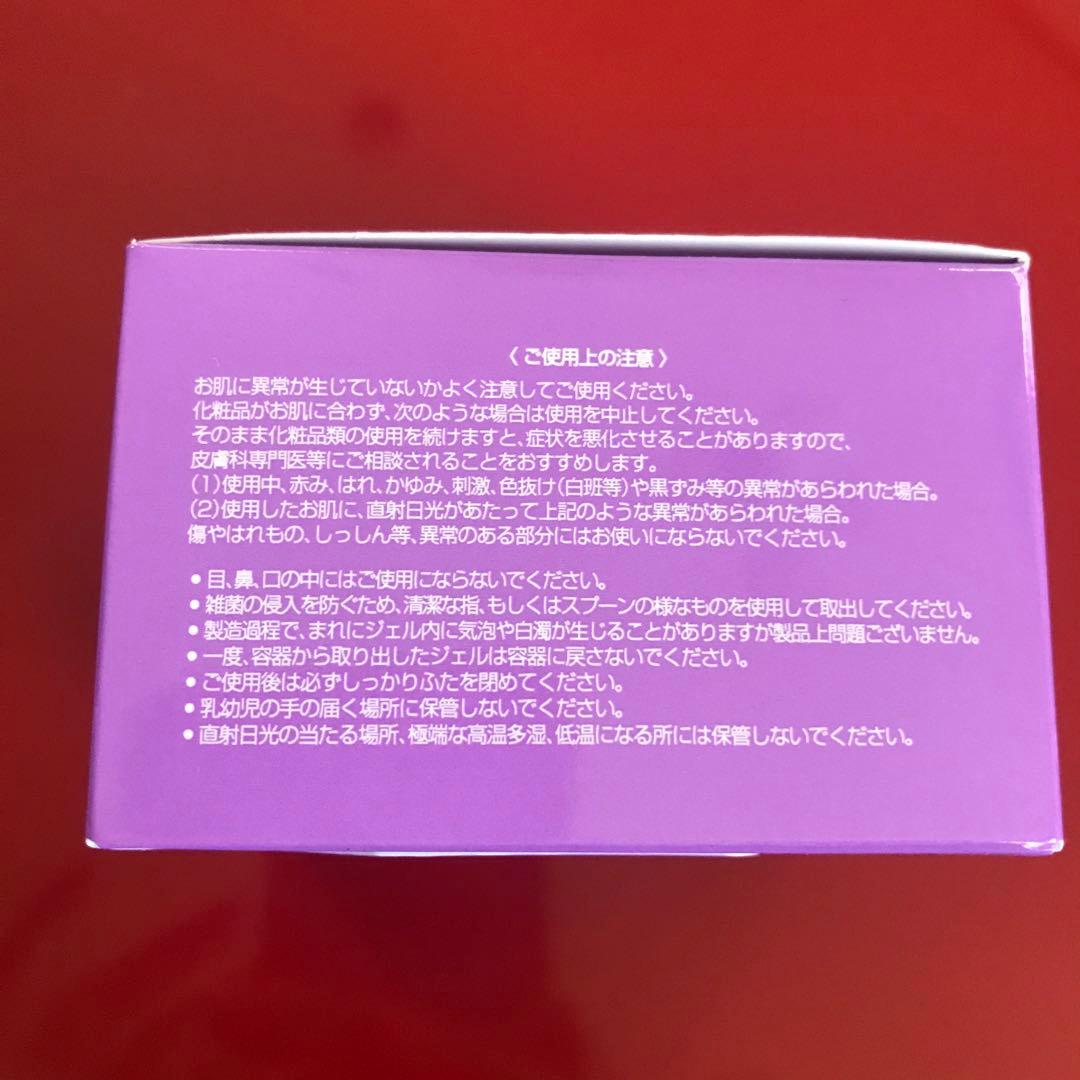 〈 ご使用上の注意 〉
お肌に異常が生じていないかよく注意してご使用ください。
化粧品がお肌に合わず、次のような場合は使用を中止してください。
そのまま化粧品類の使用を続けますと、症状を悪化させることがありますので、
皮膚科専門医等にご相談されることをおすすめします。
(1)使用中、赤み、はれ、かゆみ、刺激、色抜け(白斑等)や黒ずみ等の異常があらわれた場合。
(2)使用したお肌に、直射日光があたって上記のような異常があらわれた場合。
傷やはれもの、しっしん等、異常のある部分にはお使いにならないでください。
●目、鼻、口の中にはご使用にならないでください。
●雑菌の侵入を防ぐため、清潔な指、もしくはスプーンの様なものを使用して取出してください。
●製造過程で、まれにジェル内に気泡や白濁が生じることがありますが製品上問題ございません。
●一度、容器から取り出したジェルは容器に戻さないでください。
●ご使用後は必ずしっかりふたを閉めてください。
●乳幼児の手の届く場所に保管しないでください。
●直射日光の当たる場所、極端な高温多湿、低温になる所には保管しないでください。